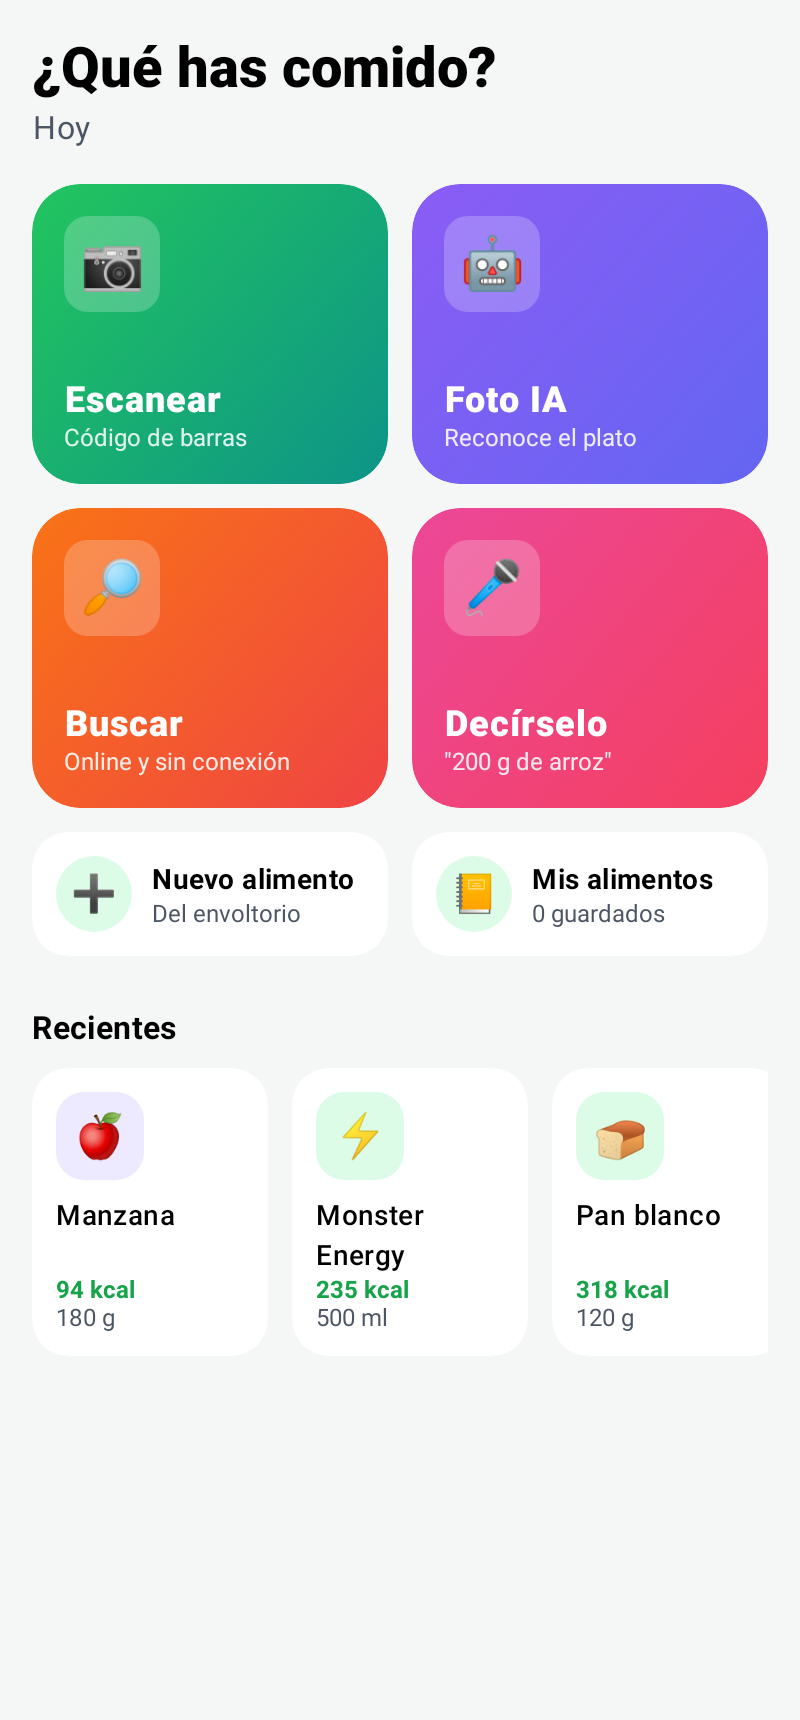 ¿Qué has comido?
Hoy
Escanear
Código de barras
Foto IA
Reconoce el plato
Buscar
Online y sin conexión
Decírselo
"200 g de arroz"
Nuevo alimento
Del envoltorio
Mis alimentos
0 guardados
Recientes
Manzana
94 kcal
180 g
Monster
Energy
235 kcal
500 ml
Pan blanco
318 kcal
120 g